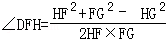 ∠DFH= HF²+FG²- HG² / 2HF×FG